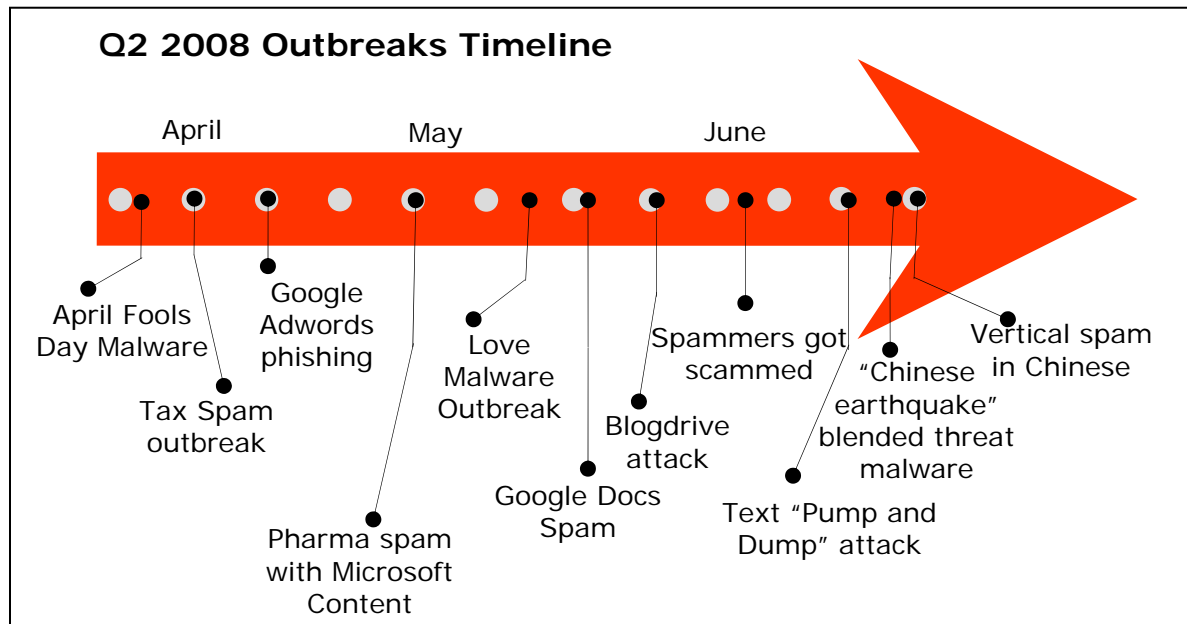 Q2 2008 Outbreaks Timeline
April
May
June
April Fools
Day Malware
Tax Spam
outbreak
Google
Adwords
phishing
Pharma spam
with Microsoft
Content
Love
Malware
Outbreak
Google Docs
Spam
Blogdrive
attack
Spammers got
scammed
Text “Pump and
Dump” attack
“Chinese
earthquake”
blended threat
malware
Vertical spam
in Chinese